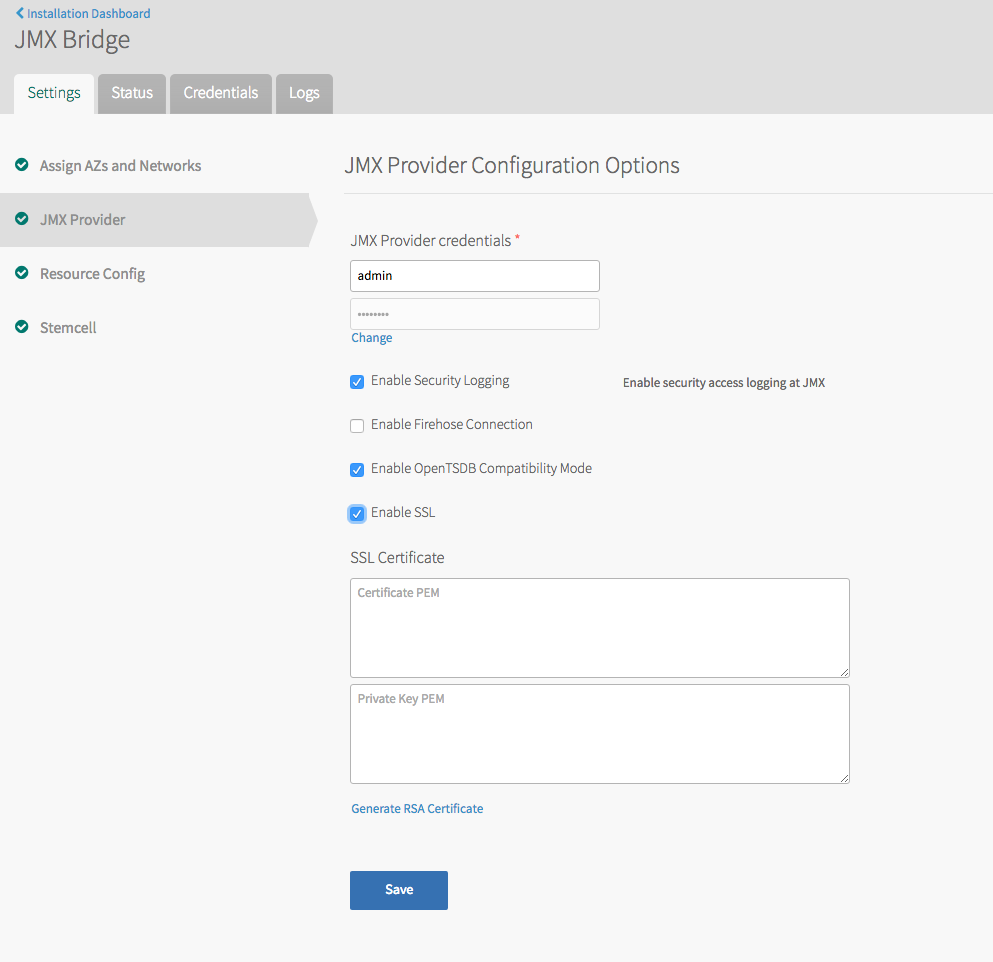 Installation Dashboard
JMX Bridge
Settings
Status
Credentials
Logs
Assign AZs and Networks
JMX Provider
Resource Config
Stemcell
JMX Provider Configuration Options
JMX Provider credentials *
admin
••••••••
Change
Enable Security Logging
Enable security access logging at JMX
Enable Firehose Connection
Enable OpenTSDB Compatibility Mode
Enable SSL
SSL Certificate
Certificate PEM
Private Key PEM
Generate RSA Certificate
Save